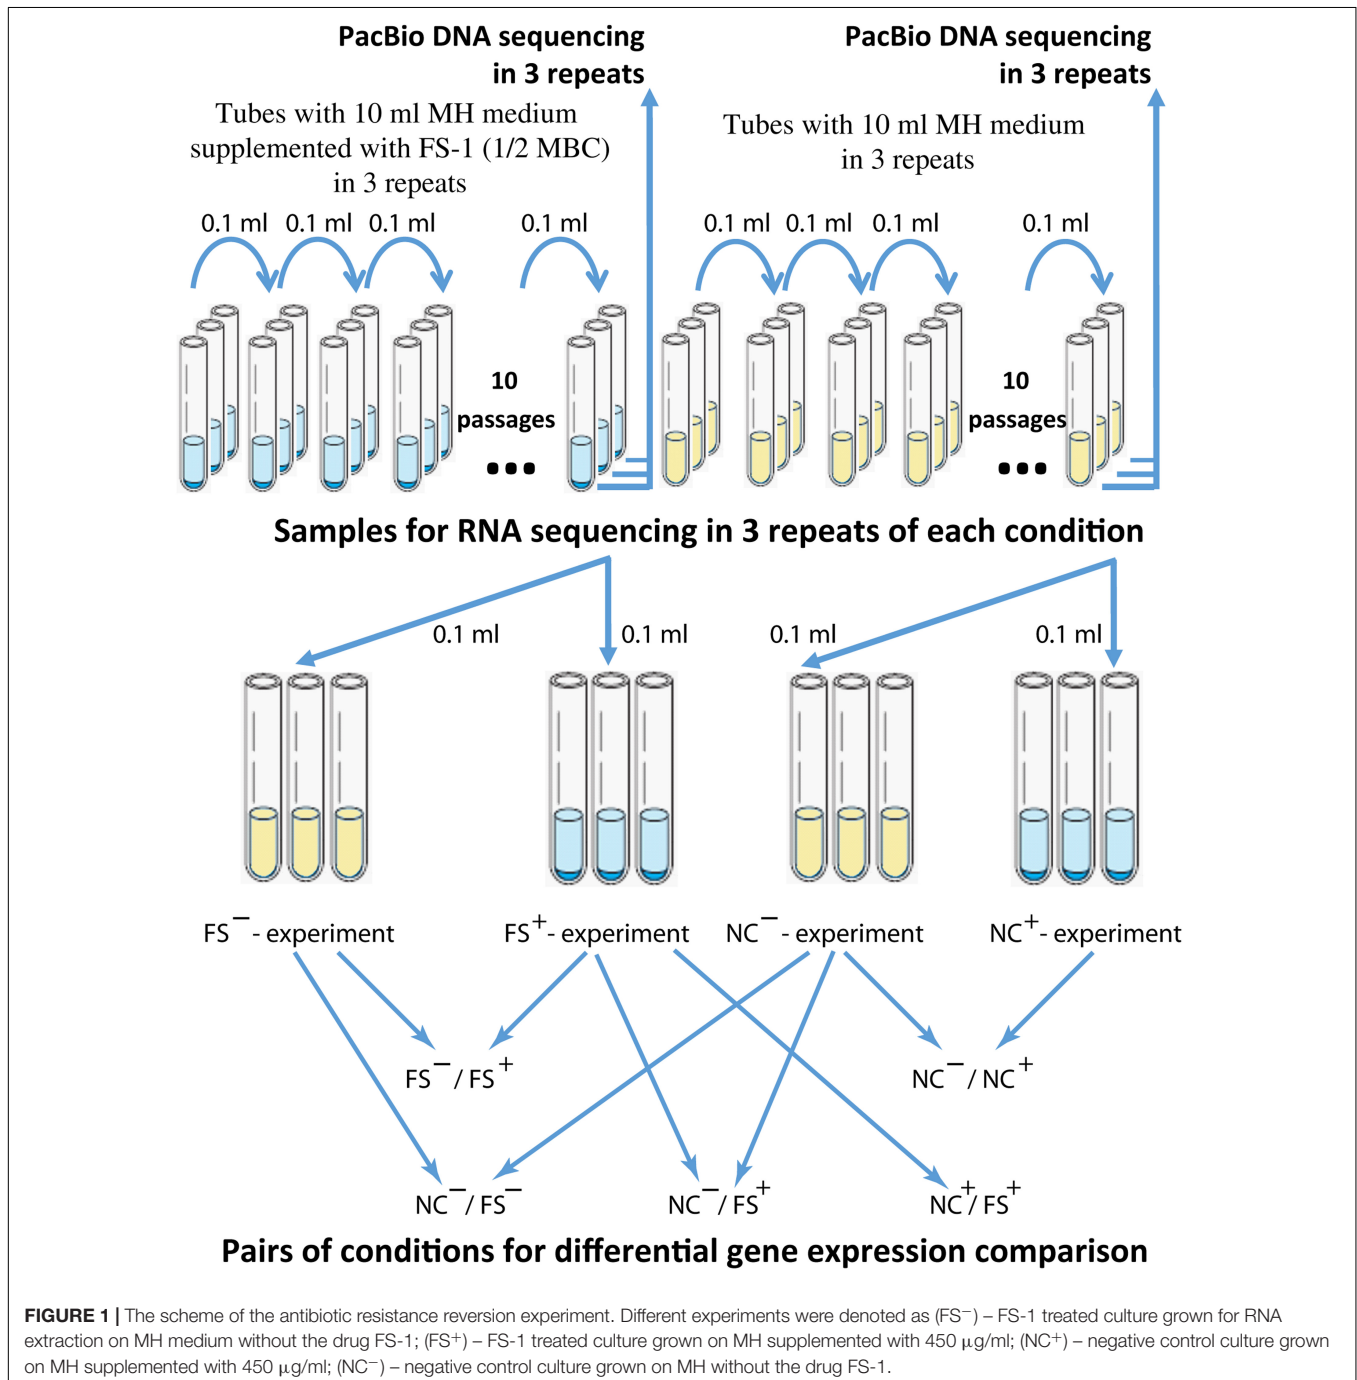 PacBio DNA sequencing
in 3 repeats
PacBio DNA sequencing
in 3 repeats
Tubes with 10 ml MH medium
supplemented with FS-1 (1/2 MBC)
in 3 repeats
Tubes with 10 ml MH medium
in 3 repeats
0.1 ml 0.1 ml 0.1 ml 0.1 ml 0.1 ml 0.1 ml 0.1 ml 0.1 ml
10
passages
...
10
passages
...
Samples for RNA sequencing in 3 repeats of each condition
0.1 ml 0.1 ml 0.1 ml 0.1 ml
FS⁻- experiment FS⁺- experiment NC⁻- experiment NC⁺- experiment
FS⁻/ FS⁺ NC⁻/ NC⁺
NC⁻/ FS⁻ NC⁻/ FS⁺ NC⁺/ FS⁺
Pairs of conditions for differential gene expression comparison
FIGURE 1 | The scheme of the antibiotic resistance reversion experiment. Different experiments were denoted as (FS⁻) – FS-1 treated culture grown for RNA
extraction on MH medium without the drug FS-1; (FS⁺) – FS-1 treated culture grown on MH supplemented with 450 μg/ml; (NC⁺) – negative control culture grown
on MH supplemented with 450 μg/ml; (NC⁻) – negative control culture grown on MH without the drug FS-1.